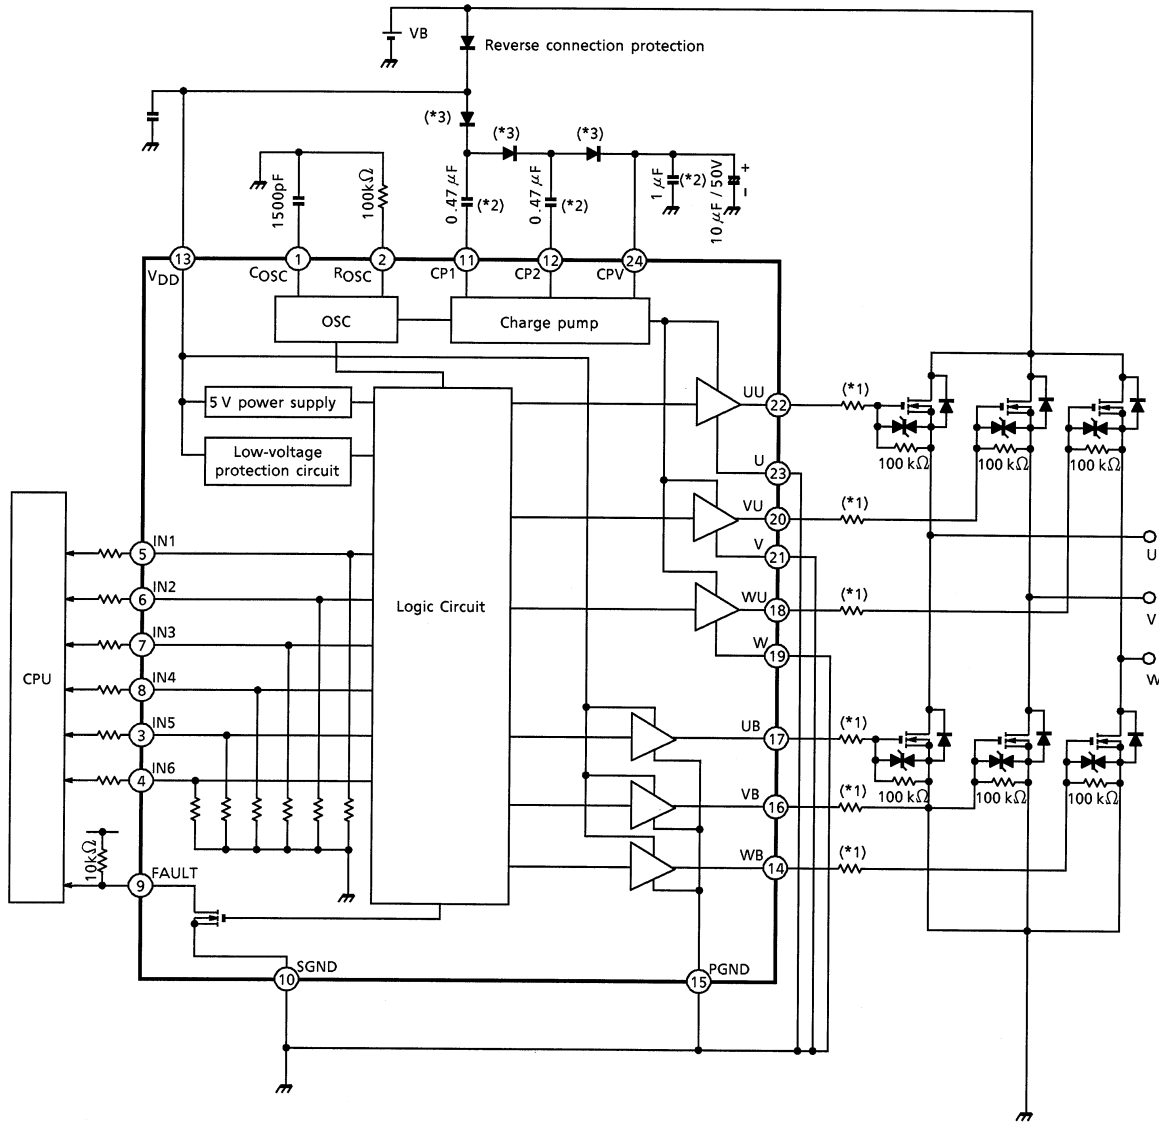 VB
Reverse connection protection
(*3)
(*3)
(*3)
1500pF
100kΩ
0.47 μF
(*2)
0.47 μF
(*2)
1 μF
(*2)
10 μF / 50V
+
-
13
1
2
11
12
24
VDD
COSC
ROSC
CP1
CP2
CPV
OSC
Charge pump
5 V power supply
Low-voltage
protection circuit
Logic Circuit
CPU
UU
22
(*1)
100 kΩ
100 kΩ
100 kΩ
U
23
VU
20
(*1)
V
21
WU
18
(*1)
W
19
U
V
W
5
IN1
6
IN2
7
IN3
8
IN4
3
IN5
4
IN6
UB
17
(*1)
100 kΩ
100 kΩ
100 kΩ
VB
16
(*1)
WB
14
(*1)
10kΩ
9
FAULT
10
SGND
15
PGND